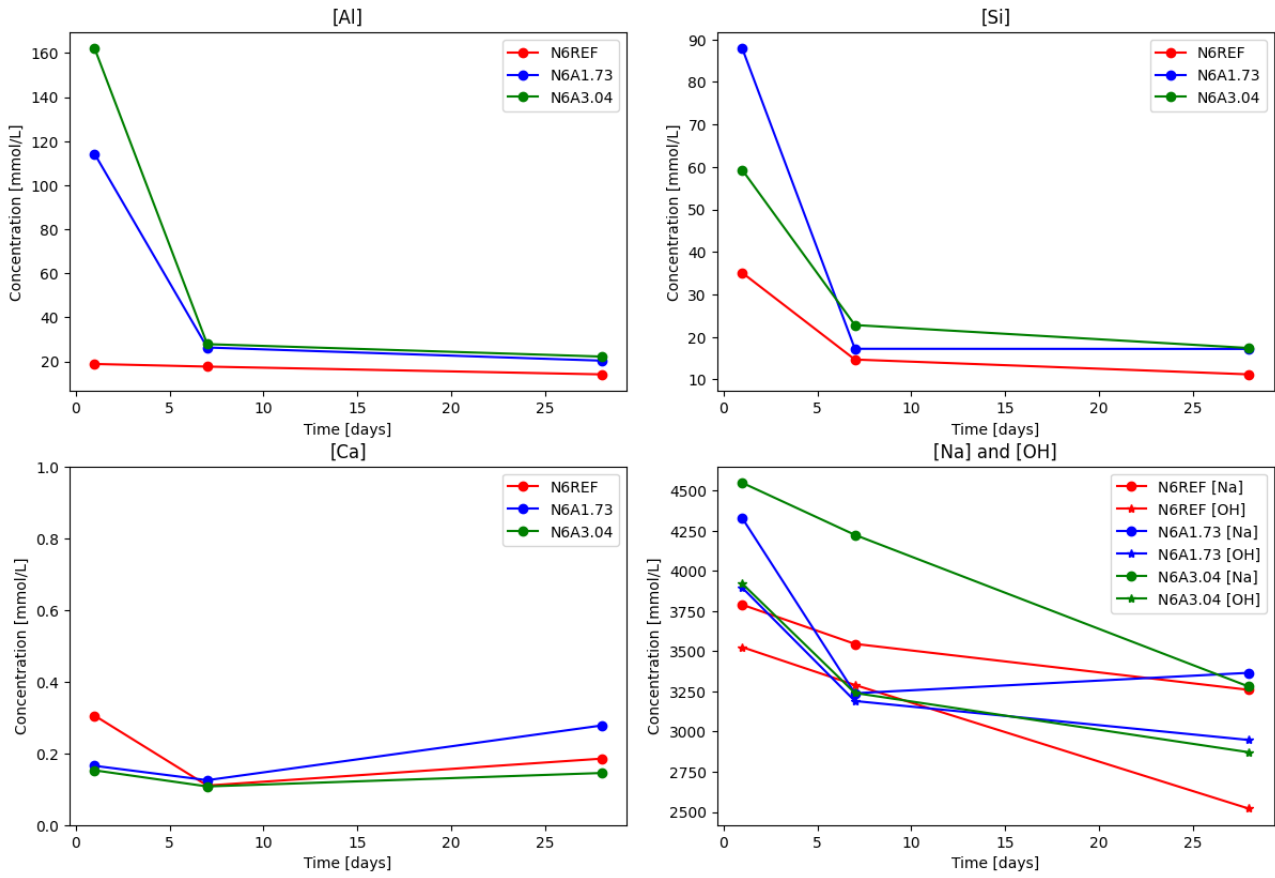 [Al]
160
140
120
100
80
60
40
20
Concentration [mmol/L]
N6REF
N6A1.73
N6A3.04
0
5
10
15
20
25
Time [days]
[Si]
90
80
70
60
50
40
30
20
10
Concentration [mmol/L]
N6REF
N6A1.73
N6A3.04
0
5
10
15
20
25
Time [days]
[Ca]
1.0
0.8
0.6
0.4
0.2
0.0
Concentration [mmol/L]
N6REF
N6A1.73
N6A3.04
0
5
10
15
20
25
Time [days]
[Na] and [OH]
4500
4250
4000
3750
3500
3250
3000
2750
2500
Concentration [mmol/L]
N6REF [Na]
N6REF [OH]
N6A1.73 [Na]
N6A1.73 [OH]
N6A3.04 [Na]
N6A3.04 [OH]
0
5
10
15
20
25
Time [days]